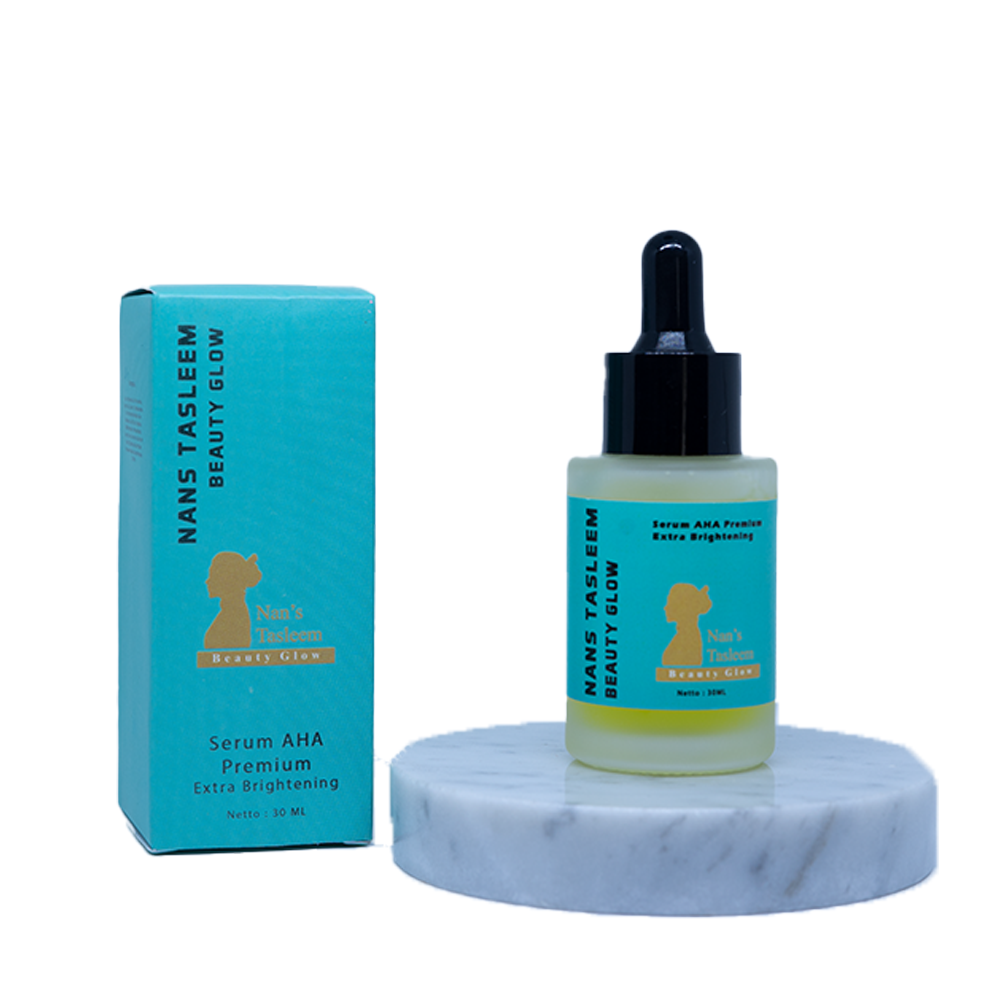 NANS TASLEEM
BEAUTY GLOW
Nan's
Tasleem
Beauty Glow
Serum AHA
Premium
Extra Brightening
Netto : 30 ML
NANS TASLEEM
BEAUTY GLOW
Serum AHA Premium
Extra Brightening
Nan's
Tasleem
Beauty Glow
Netto : 30ML